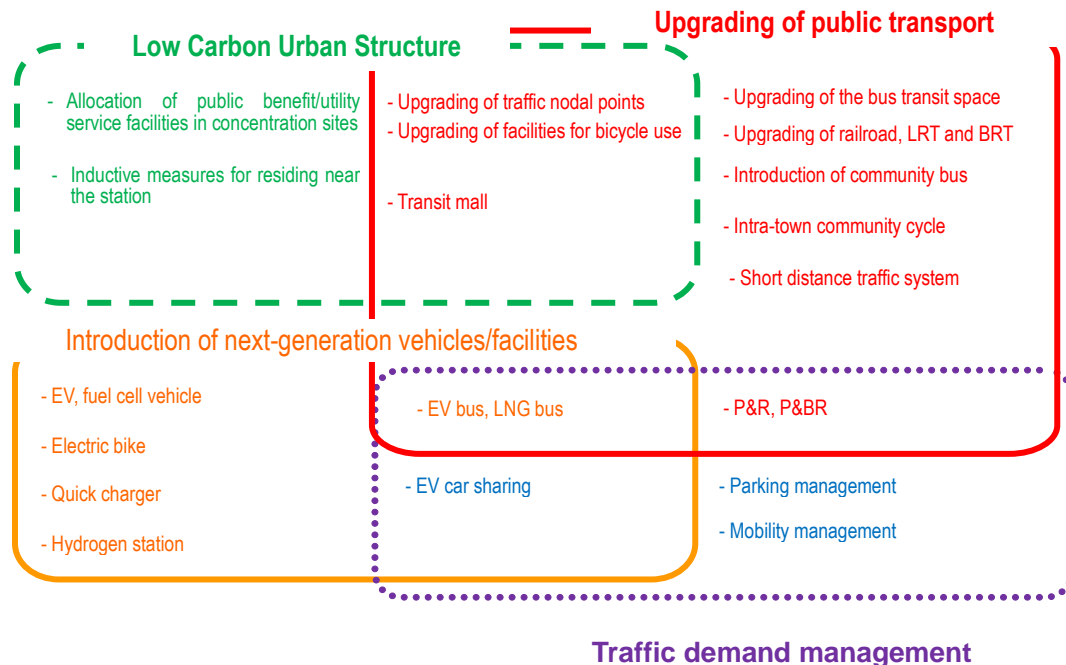 Upgrading of public transport
Low Carbon Urban Structure
- Allocation of public benefit/utility
service facilities in concentration sites
- Inductive measures for residing near
the station
- Upgrading of traffic nodal points
- Upgrading of facilities for bicycle use
- Transit mall
- Upgrading of the bus transit space
- Upgrading of railroad, LRT and BRT
- Introduction of community bus
- Intra-town community cycle
- Short distance traffic system
Introduction of next-generation vehicles/facilities
- EV, fuel cell vehicle
- Electric bike
- Quick charger
- Hydrogen station
- EV bus, LNG bus
- EV car sharing
- P&R, P&BR
- Parking management
- Mobility management
Traffic demand management